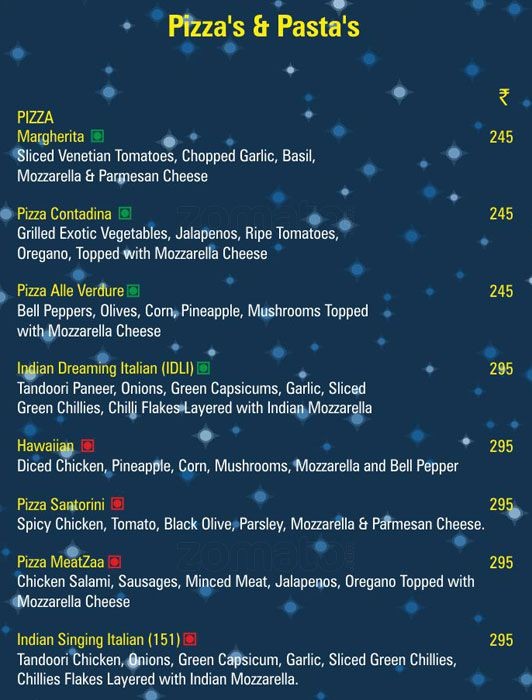 Pizza's & Pasta's
₹
PIZZA
Margherita 245
Sliced Venetian Tomatoes, Chopped Garlic, Basil,
Mozzarella & Parmesan Cheese
zomato
Pizza Contadina 245
Grilled Exotic Vegetables, Jalapenos, Ripe Tomatoes,
Oregano, Topped with Mozzarella Cheese
Pizza Alle Verdure 245
Bell Peppers, Olives, Corn, Pineapple, Mushrooms Topped
with Mozzarella Cheese
Indian Dreaming Italian (IDLI) 295
Tandoori Paneer, Onions, Green Capsicums, Garlic, Sliced
Green Chillies, Chilli Flakes Layered with Indian Mozzarella
Hawaiian 295
Diced Chicken, Pineapple, Corn, Mushrooms, Mozzarella and Bell Pepper
Pizza Santorini 295
Spicy Chicken, Tomato, Black Olive, Parsley, Mozzarella & Parmesan Cheese.
zomato
Pizza MeatZaa 295
Chicken Salami, Sausages, Minced Meat, Jalapenos, Oregano Topped with
Mozzarella Cheese
Indian Singing Italian (151) 295
Tandoori Chicken, Onions, Green Capsicum, Garlic, Sliced Green Chillies,
Chillies Flakes Layered with Indian Mozzarella.